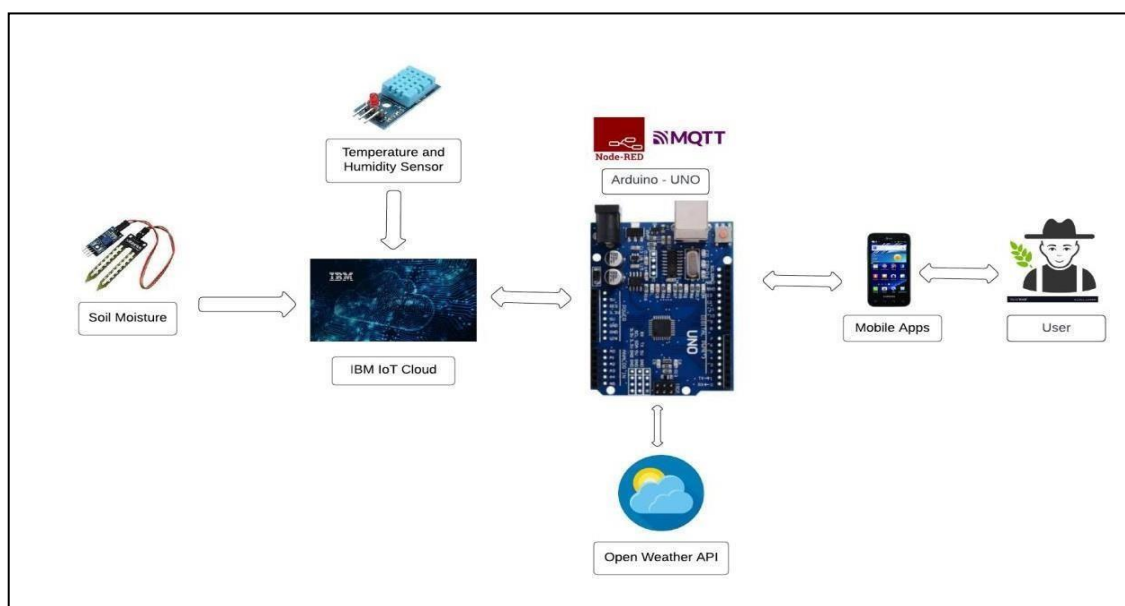 Node-RED
MQTT
Temperature and
Humidity Sensor
Arduino - UNO
IBM
Soil Moisture
IBM IoT Cloud
UNO
Mobile Apps
User
Open Weather API